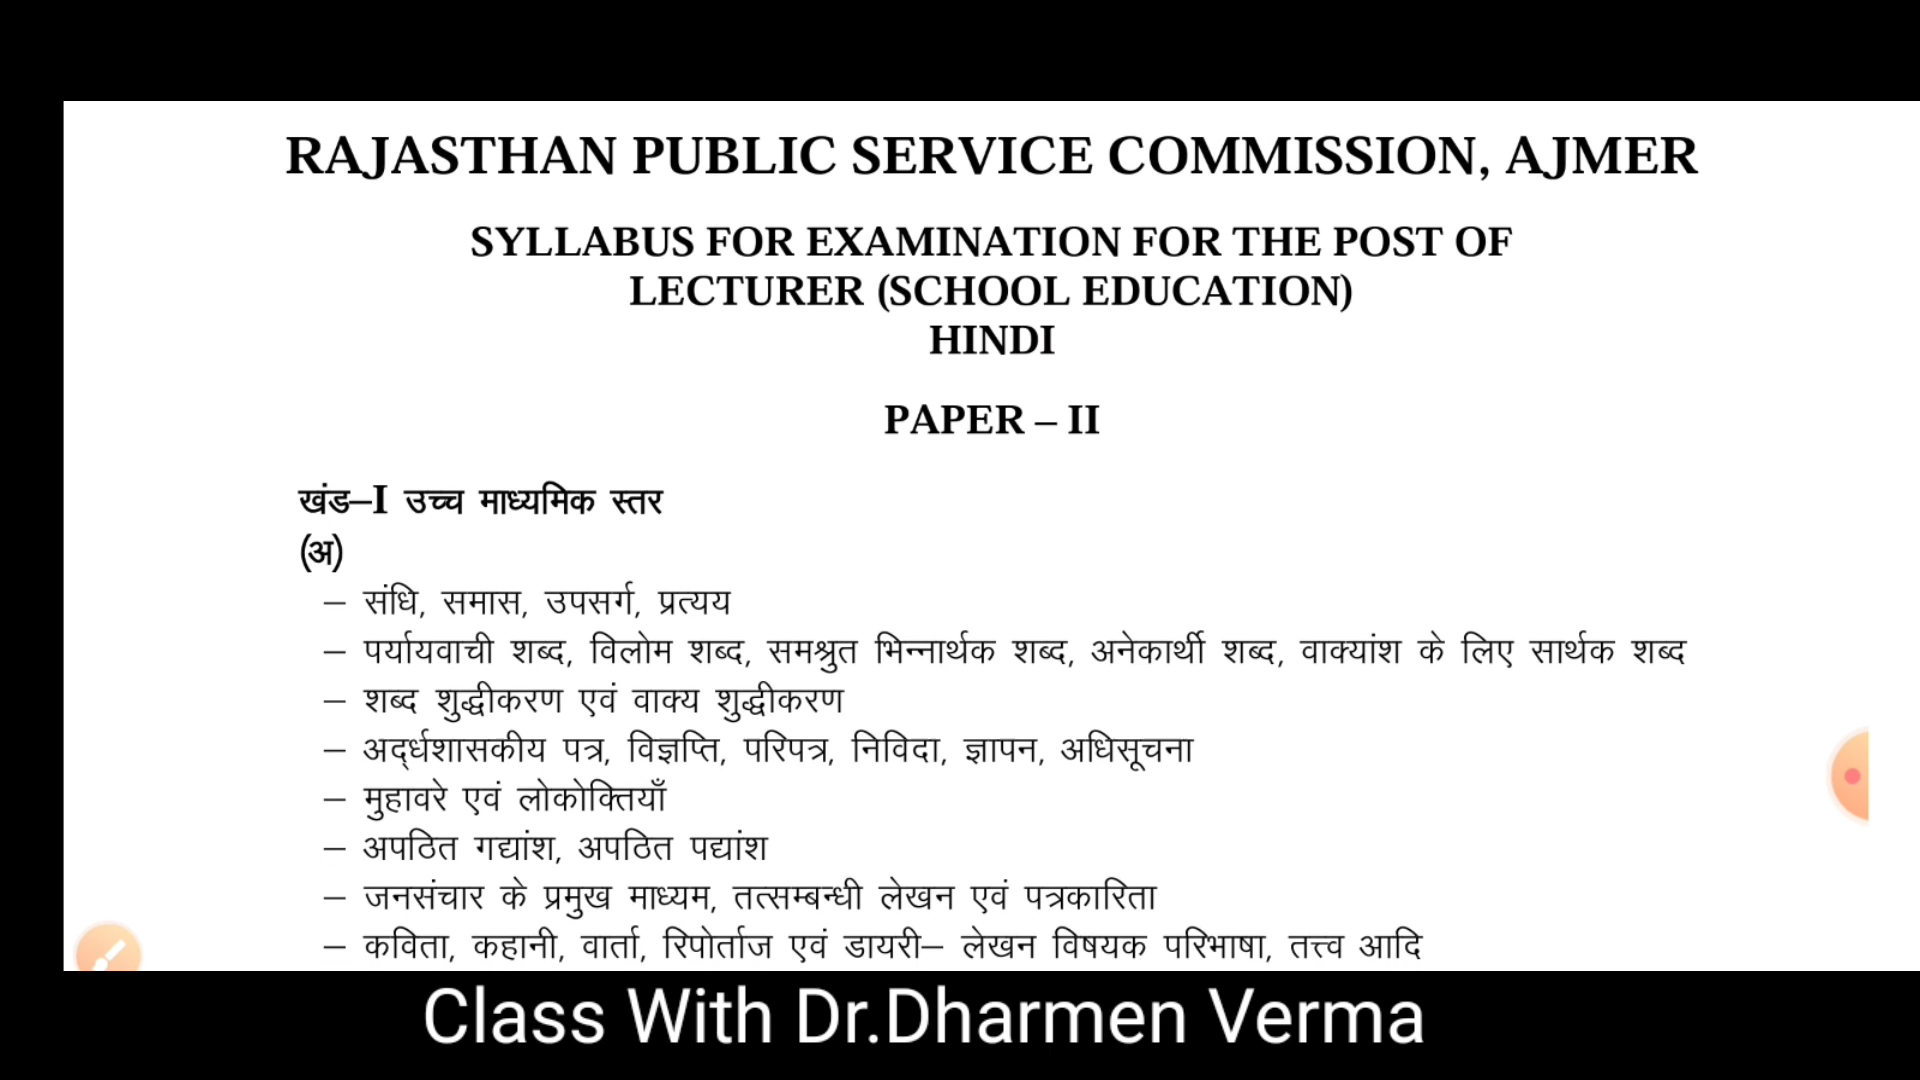 RAJASTHAN PUBLIC SERVICE COMMISSION, AJMER
SYLLABUS FOR EXAMINATION FOR THE POST OF
LECTURER (SCHOOL EDUCATION)
HINDI
PAPER – II
खंड–I उच्च माध्यमिक स्तर
(अ)
– संधि, समास, उपसर्ग, प्रत्यय
– पर्यायवाची शब्द, विलोम शब्द, समश्रुत भिन्नार्थक शब्द, अनेकार्थी शब्द, वाक्यांश के लिए सार्थक शब्द
– शब्द शुद्धीकरण एवं वाक्य शुद्धीकरण
– अर्द्धशासकीय पत्र, विज्ञप्ति, परिपत्र, निविदा, ज्ञापन, अधिसूचना
– मुहावरे एवं लोकोक्तियाँ
– अपठित गद्यांश, अपठित पद्यांश
– जनसंचार के प्रमुख माध्यम, तत्सम्बन्धी लेखन एवं पत्रकारिता
– कविता, कहानी, वार्ता, रिपोर्ताज एवं डायरी– लेखन विषयक परिभाषा, तत्त्व आदि
Class With Dr.Dharmen Verma